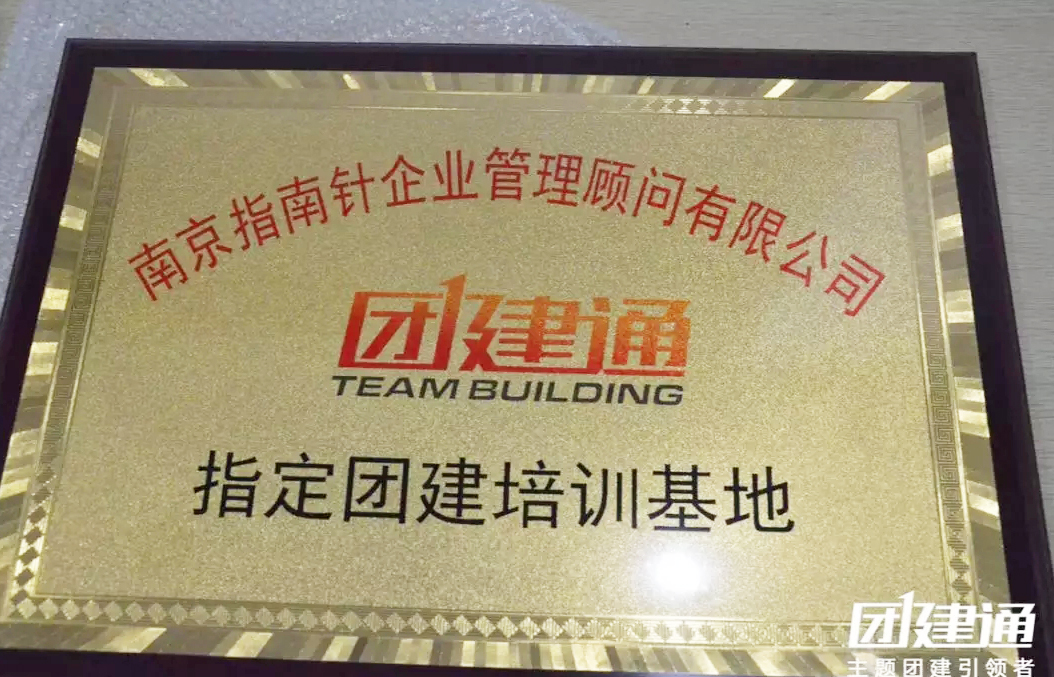 南京指南针企业管理顾问有限公司
团建通
TEAM BUILDING
指定团建培训基地
团建通
主题团建引领者